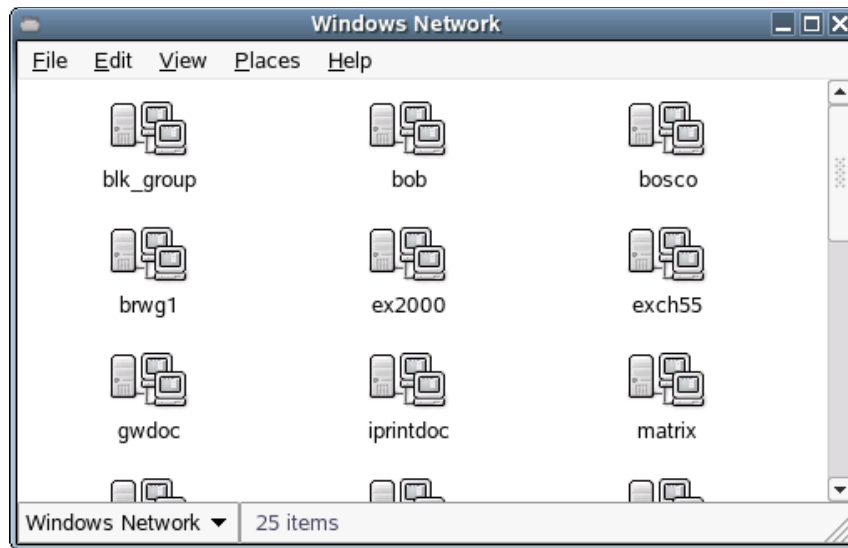 Windows Network
File Edit View Places Help
blk_group bob bosco
brwg1 ex2000 exch55
gwdoc iprintdoc matrix
Windows Network 25 items